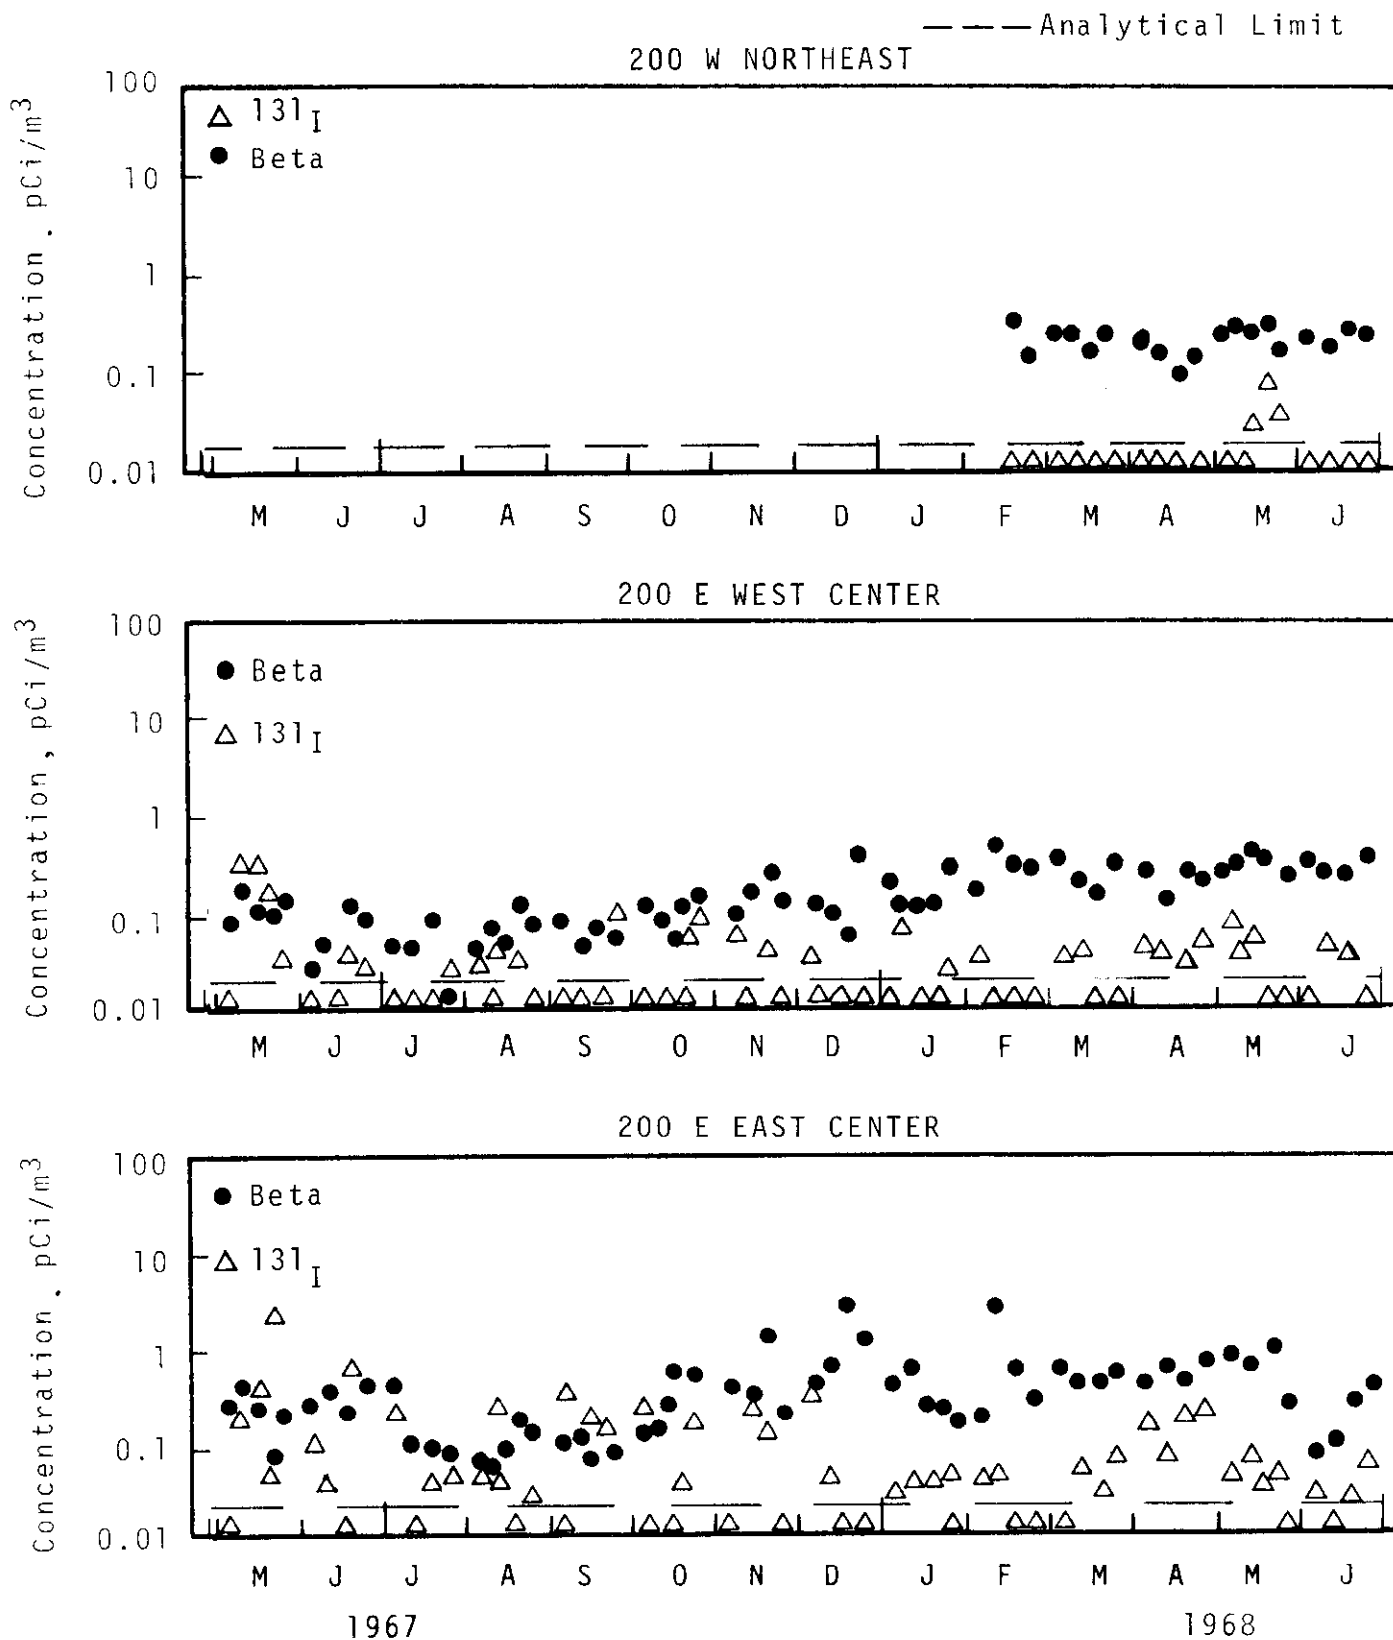 — — — Analytical Limit
200 W NORTHEAST
Concentration, pCi/m³
100
10
1
0.1
0.01
△ 131I
● Beta
M J J A S O N D J F M A M J
200 E WEST CENTER
Concentration, pCi/m³
100
10
1
0.1
0.01
● Beta
△ 131I
M J J A S O N D J F M A M J
200 E EAST CENTER
Concentration, pCi/m³
100
10
1
0.1
0.01
● Beta
△ 131I
M J J A S O N D J F M A M J
1967 1968